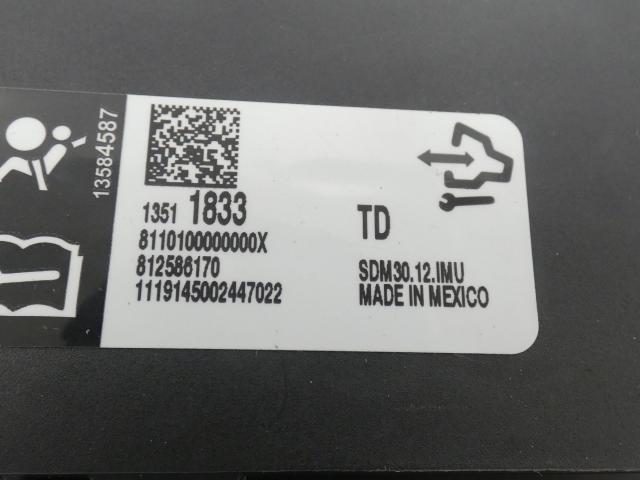 13584587
1351 1833
TD
8110100000000X
812586170
SDM30.12.IMU
1119145002447022
MADE IN MEXICO